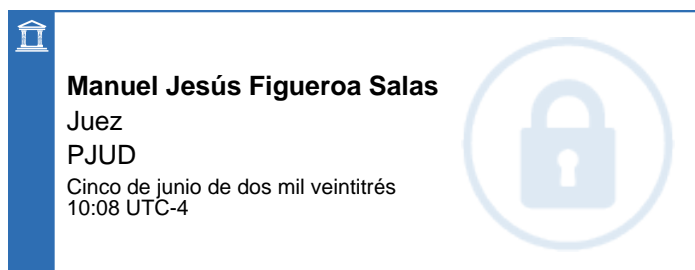 Manuel Jesús Figueroa Salas
Juez
PJUD
Cinco de junio de dos mil veintitrés
10:08 UTC-4